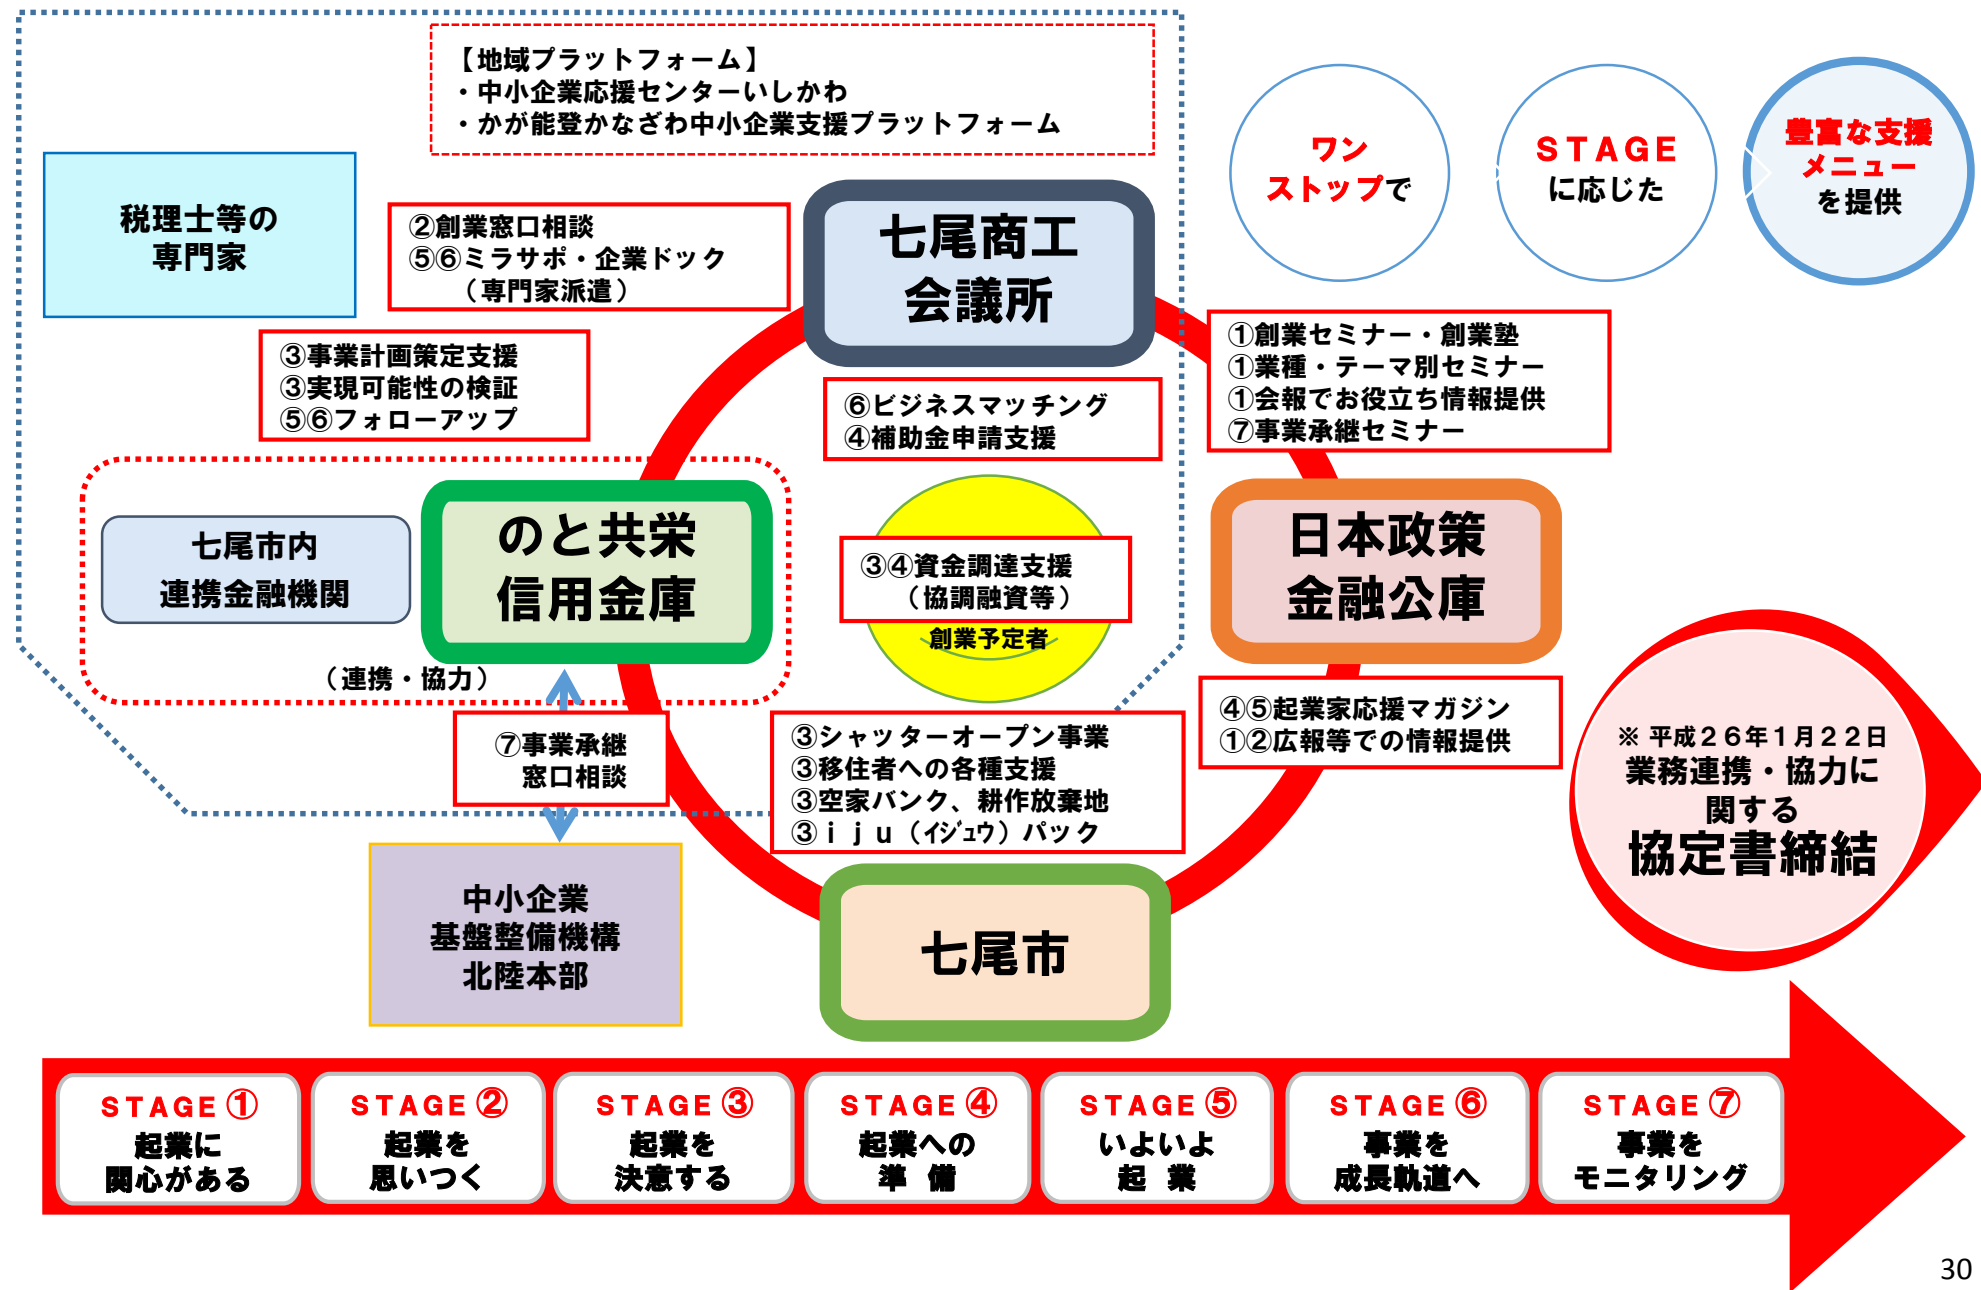 【地域プラットフォーム】
・中小企業応援センターいしかわ
・かが能登かなざわ中小企業支援プラットフォーム
ワン
ストップで
STAGE
に応じた
豊富な支援
メニュー
を提供
税理士等の
専門家
②創業窓口相談
⑤⑥ミラサポ・企業ドック
（専門家派遣）
七尾商工
会議所
③事業計画策定支援
③実現可能性の検証
⑤⑥フォローアップ
⑥ビジネスマッチング
④補助金申請支援
①創業セミナー・創業塾
①業種・テーマ別セミナー
①会報でお役立ち情報提供
⑦事業承継セミナー
七尾市内
連携金融機関
のと共栄
信用金庫
（連携・協力）
③④資金調達支援
（協調融資等）
創業予定者
日本政策
金融公庫
⑦事業承継
窓口相談
③シャッターオープン事業
③移住者への各種支援
③空家バンク、耕作放棄地
③ｉｊｕ（ｲｼﾞｭｳ）パック
④⑤起業家応援マガジン
①②広報等での情報提供
※ 平成２６年１月２２日
業務連携・協力に
関する
協定書締結
中小企業
基盤整備機構
北陸本部
七尾市
STAGE①
起業に
関心がある
STAGE②
起業を
思いつく
STAGE③
起業を
決意する
STAGE④
起業への
準　備
STAGE⑤
いよいよ
起　業
STAGE⑥
事業を
成長軌道へ
STAGE⑦
事業を
モニタリング
30